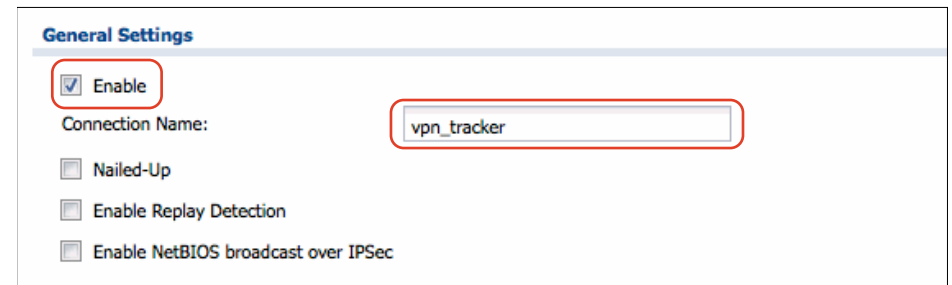 General Settings
Enable
Connection Name: vpn_tracker
Nailed-Up
Enable Replay Detection
Enable NetBIOS broadcast over IPSec